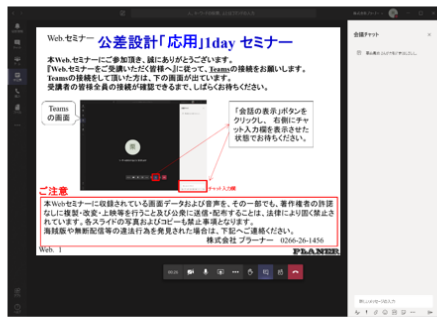 会議チャット
Web.セミナー 公差設計「応用」1day セミナー
本Web.セミナーにご参加頂き、誠にありがとうございます。
『Web.セミナーをご受講いただく皆様へ』に従って、Teamsの接続をお願いします。
Teamsの接続をして頂いた方は、下の画面が出ています。
受講者の皆様全員の接続が確認できるまで、しばらくお待ちください。
Teams
の画面
「会話の表示」ボタンを
クリックし、右側にチャ
ット入力欄を表示させた
状態でお待ちください。
チャット入力欄
ご注意
本Webセミナーに収録されている画面データおよび音声を、その一部でも、著作権者の許諾
なしに複製・改変・上映等を行うこと及び公衆に送信・配布することは、法律により固く禁止さ
れています。各スライドの写真およびコピーも禁止事項となります。
海賊版や無断配信等の違法行為を発見された場合は、下記へご連絡ください。
株式会社 プラーナー 0266-26-1456
Web. 1
PLANER